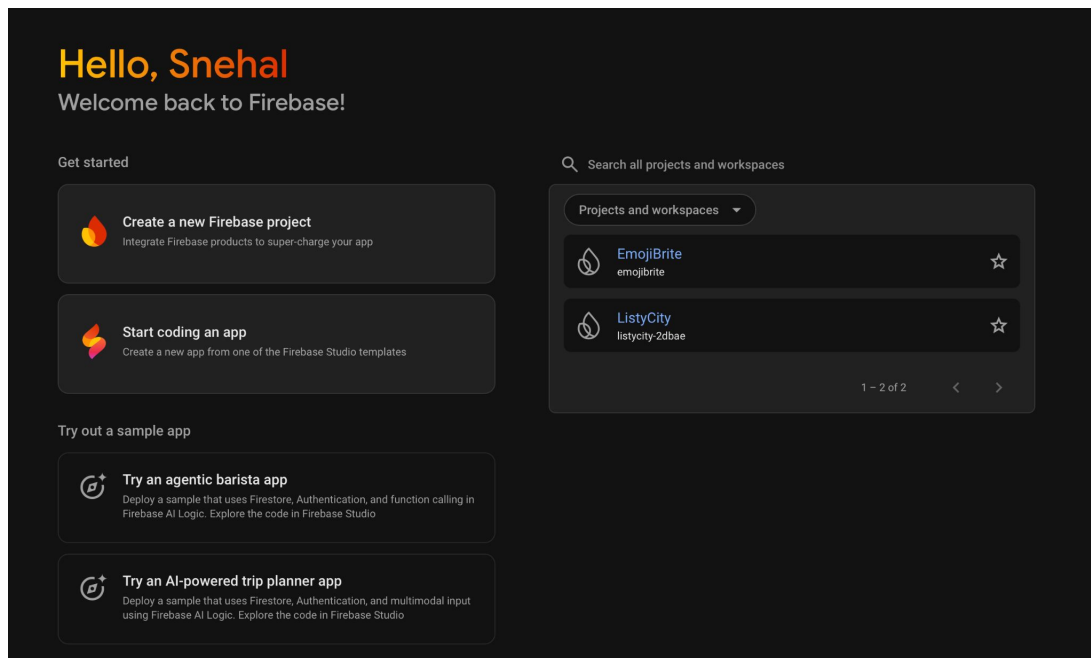 Hello, Snehal
Welcome back to Firebase!
Get started
Create a new Firebase project
Integrate Firebase products to super-charge your app
Start coding an app
Create a new app from one of the Firebase Studio templates
Try out a sample app
Try an agentic barista app
Deploy a sample that uses Firestore, Authentication, and function calling in
Firebase AI Logic. Explore the code in Firebase Studio
Try an AI-powered trip planner app
Deploy a sample that uses Firestore, Authentication, and multimodal input
using Firebase AI Logic. Explore the code in Firebase Studio
Search all projects and workspaces
Projects and workspaces
EmojiBrite
emojibrite
ListyCity
listycity-2dbae
1 – 2 of 2